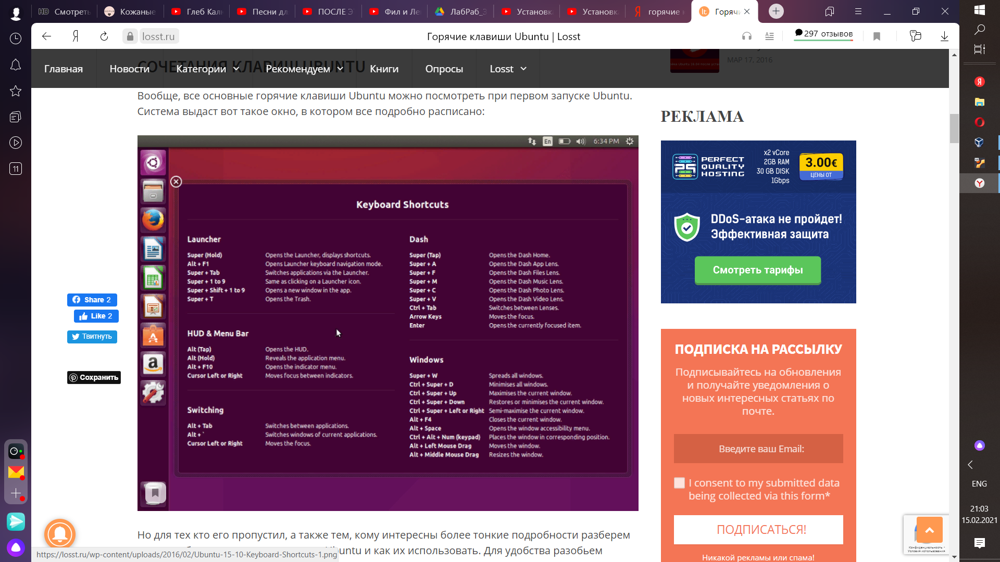 HD Смотреть
Кожаные
Глеб Кал
Песни дл
ПОСЛЕ Э
Фил и Ле
ЛабРаб_3
Установк
Установк
горячие
Горячи
losst.ru
Горячие клавиши Ubuntu | Losst
297 отзывов
СОЧЕТАНИЯ КЛАВИШ UBUNTU
Главная
Новости
Категории
Рекомендуем
Книги
Опросы
Losst
МАР 17, 2016
Вообще, все основные горячие клавиши Ubuntu можно посмотреть при первом запуске Ubuntu.
Система выдаст вот такое окно, в котором все подробно расписано:
En 6:34 PM
Keyboard Shortcuts
Launcher
Super (Hold) Opens the Launcher, displays shortcuts.
Alt + F1 Opens Launcher keyboard navigation mode.
Super + Tab Switches applications via the Launcher.
Super + 1 to 9 Same as clicking on a Launcher icon.
Super + Shift + 1 to 9 Opens a new window in the app.
Super + T Opens the Trash.
HUD & Menu Bar
Alt (Tap) Opens the HUD.
Alt (Hold) Reveals the application menu.
Alt + F10 Opens the indicator menu.
Cursor Left or Right Moves focus between indicators.
Switching
Alt + Tab Switches between applications.
Alt + ` Switches windows of current applications.
Cursor Left or Right Moves the focus.
Dash
Super (Tap) Opens the Dash Home.
Super + A Opens the Dash App Lens.
Super + F Opens the Dash Files Lens.
Super + M Opens the Dash Music Lens.
Super + C Opens the Dash Photo Lens.
Super + V Opens the Dash Video Lens.
Ctrl + Tab Switches between Lenses.
Arrow Keys Moves the focus.
Enter Opens the currently focused item.
Windows
Super + W Spreads all windows.
Ctrl + Super + D Minimises all windows.
Ctrl + Super + Up Maximises the current window.
Ctrl + Super + Down Restores or minimises the current window.
Ctrl + Super + Left or Right Semi-maximise the current window.
Alt + F4 Closes the current window.
Alt + Space Opens the window accessibility menu.
Ctrl + Alt + Num (keypad) Places the window in corresponding position.
Alt + Left Mouse Drag Moves the window.
Alt + Middle Mouse Drag Resizes the window.
Share 2
Like 2
Твитнуть
Сохранить
11
РЕКЛАМА
PERFECT
QUALITY
HOSTING
x2 vCore
2GB RAM
30 GB DISK
1Gbps
3.00€
ЦЕНЫ ОТ
DDoS-атака не пройдет!
Эффективная защита
Смотреть тарифы
ПОДПИСКА НА РАССЫЛКУ
Подписывайтесь на обновления
и получайте уведомления о
новых интересных статьях по
почте.
Введите ваш Email:
I consent to my submitted data
being collected via this form*
ПОДПИСАТЬСЯ!
Никакой рекламы или спама!
Но для тех кто его пропустил, а также тем, кому интересны более тонкие подробности разберем
Ubuntu и как их использовать. Для удобства разобьем
https://losst.ru/wp-content/uploads/2016/02/Ubuntu-15-10-Keyboard-Shortcuts-1.png
Конфиденциальность -
Условия использования
ENG
21:03
15.02.2021